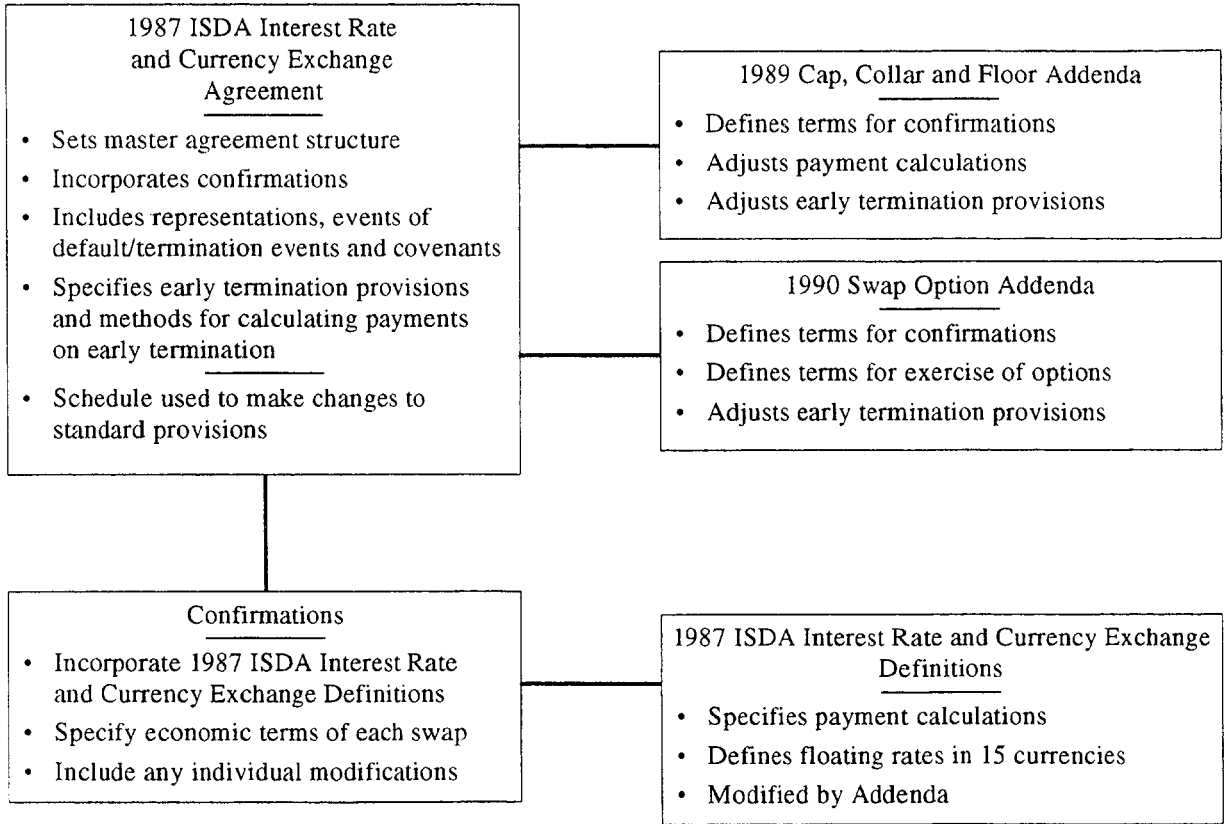 1987 ISDA Interest Rate
and Currency Exchange
Agreement
• Sets master agreement structure
• Incorporates confirmations
• Includes representations, events of
default/termination events and covenants
• Specifies early termination provisions
and methods for calculating payments
on early termination
• Schedule used to make changes to
standard provisions
1989 Cap, Collar and Floor Addenda
• Defines terms for confirmations
• Adjusts payment calculations
• Adjusts early termination provisions
1990 Swap Option Addenda
• Defines terms for confirmations
• Defines terms for exercise of options
• Adjusts early termination provisions
Confirmations
• Incorporate 1987 ISDA Interest Rate
and Currency Exchange Definitions
• Specify economic terms of each swap
• Include any individual modifications
1987 ISDA Interest Rate and Currency Exchange
Definitions
• Specifies payment calculations
• Defines floating rates in 15 currencies
• Modified by Addenda